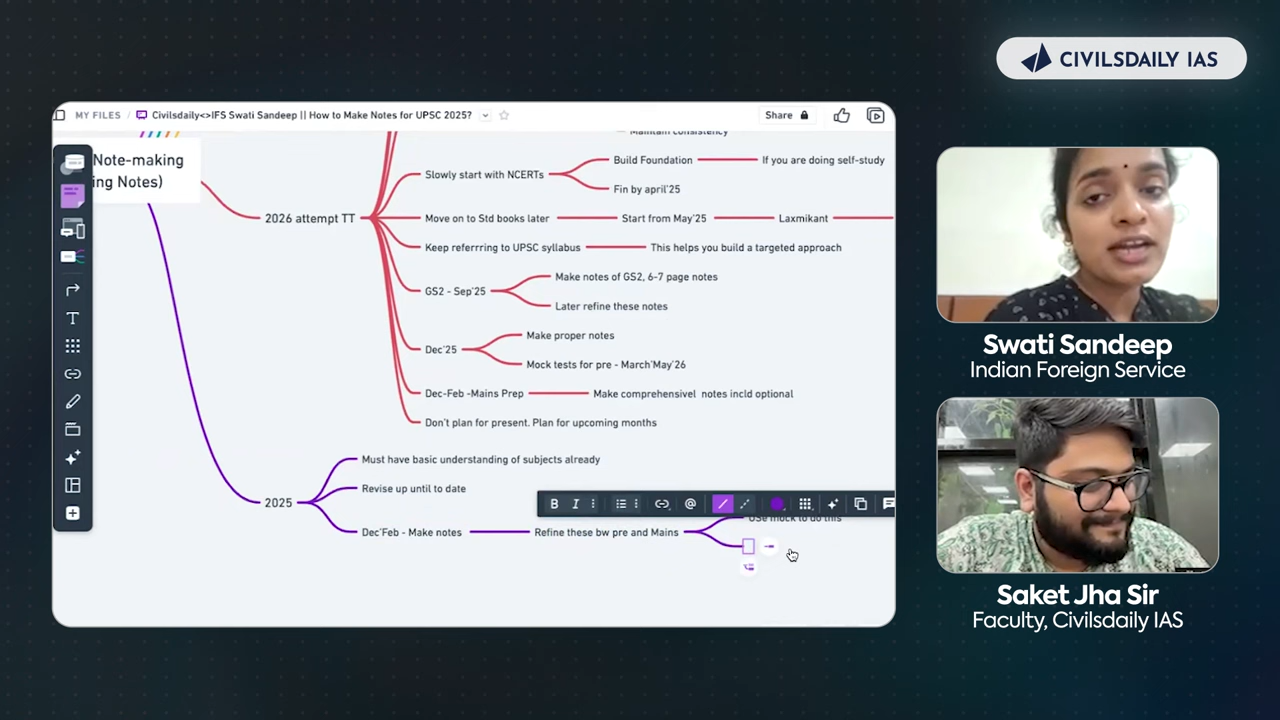 CIVILSDAILY IAS
MY FILES / Civilsdaily<>IFS Swati Sandeep || How to Make Notes for UPSC 2025?
Share
Maintain consistency
Note-making
ing Notes)
Build Foundation
If you are doing self-study
Slowly start with NCERTs
Fin by april'25
2026 attempt TT
Move on to Std books later
Start from May'25
Laxmikant
Keep referrring to UPSC syllabus
This helps you build a targeted approach
Make notes of GS2, 6-7 page notes
GS2 - Sep'25
Later refine these notes
Make proper notes
Dec'25
Mock tests for pre - March'May'26
Dec-Feb -Mains Prep
Make comprehensivel notes incld optional
Don't plan for present. Plan for upcoming months
Must have basic understanding of subjects already
Revise up until to date
2025
B I T @
USe mock to do this
Dec'Feb - Make notes
Refine these bw pre and Mains
Swati Sandeep
Indian Foreign Service
Saket Jha Sir
Faculty, Civilsdaily IAS